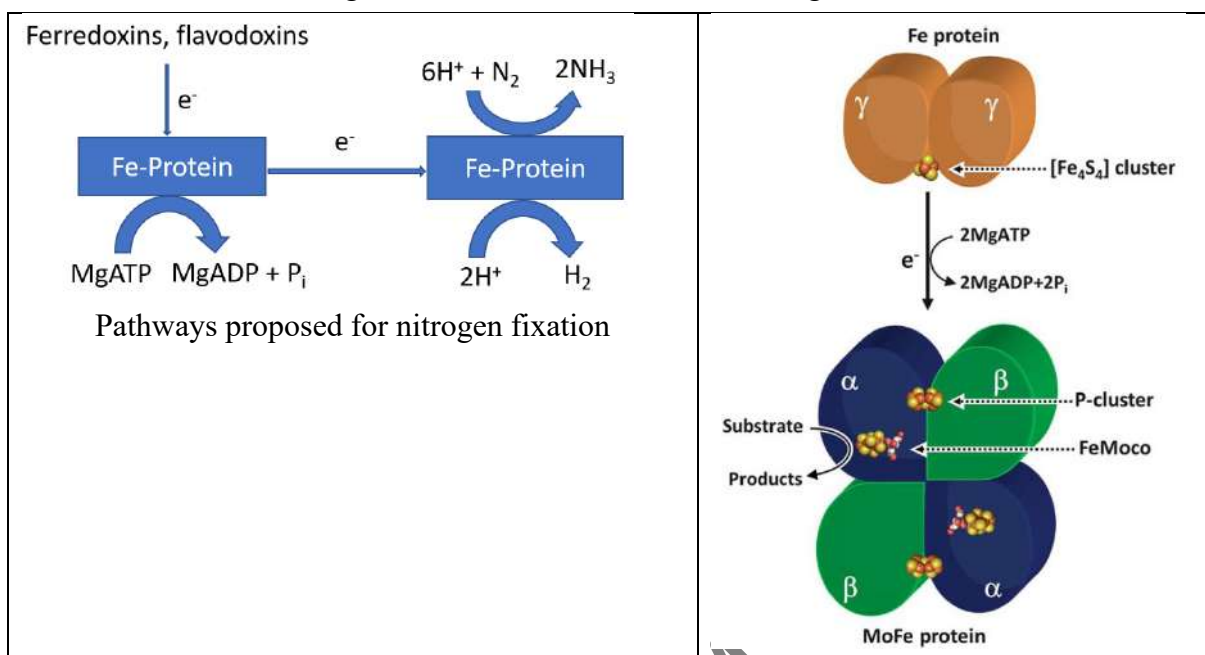 Ferredoxins, flavodoxins
e-
6H+ + N2 2NH3
Fe-Protein e- Fe-Protein
MgATP MgADP + Pi 2H+ H2
Pathways proposed for nitrogen fixation
Fe protein
γ γ
[Fe4S4] cluster
2MgATP
e-
2MgADP+2Pi
α β
P-cluster
Substrate
FeMoco
Products
β α
MoFe protein